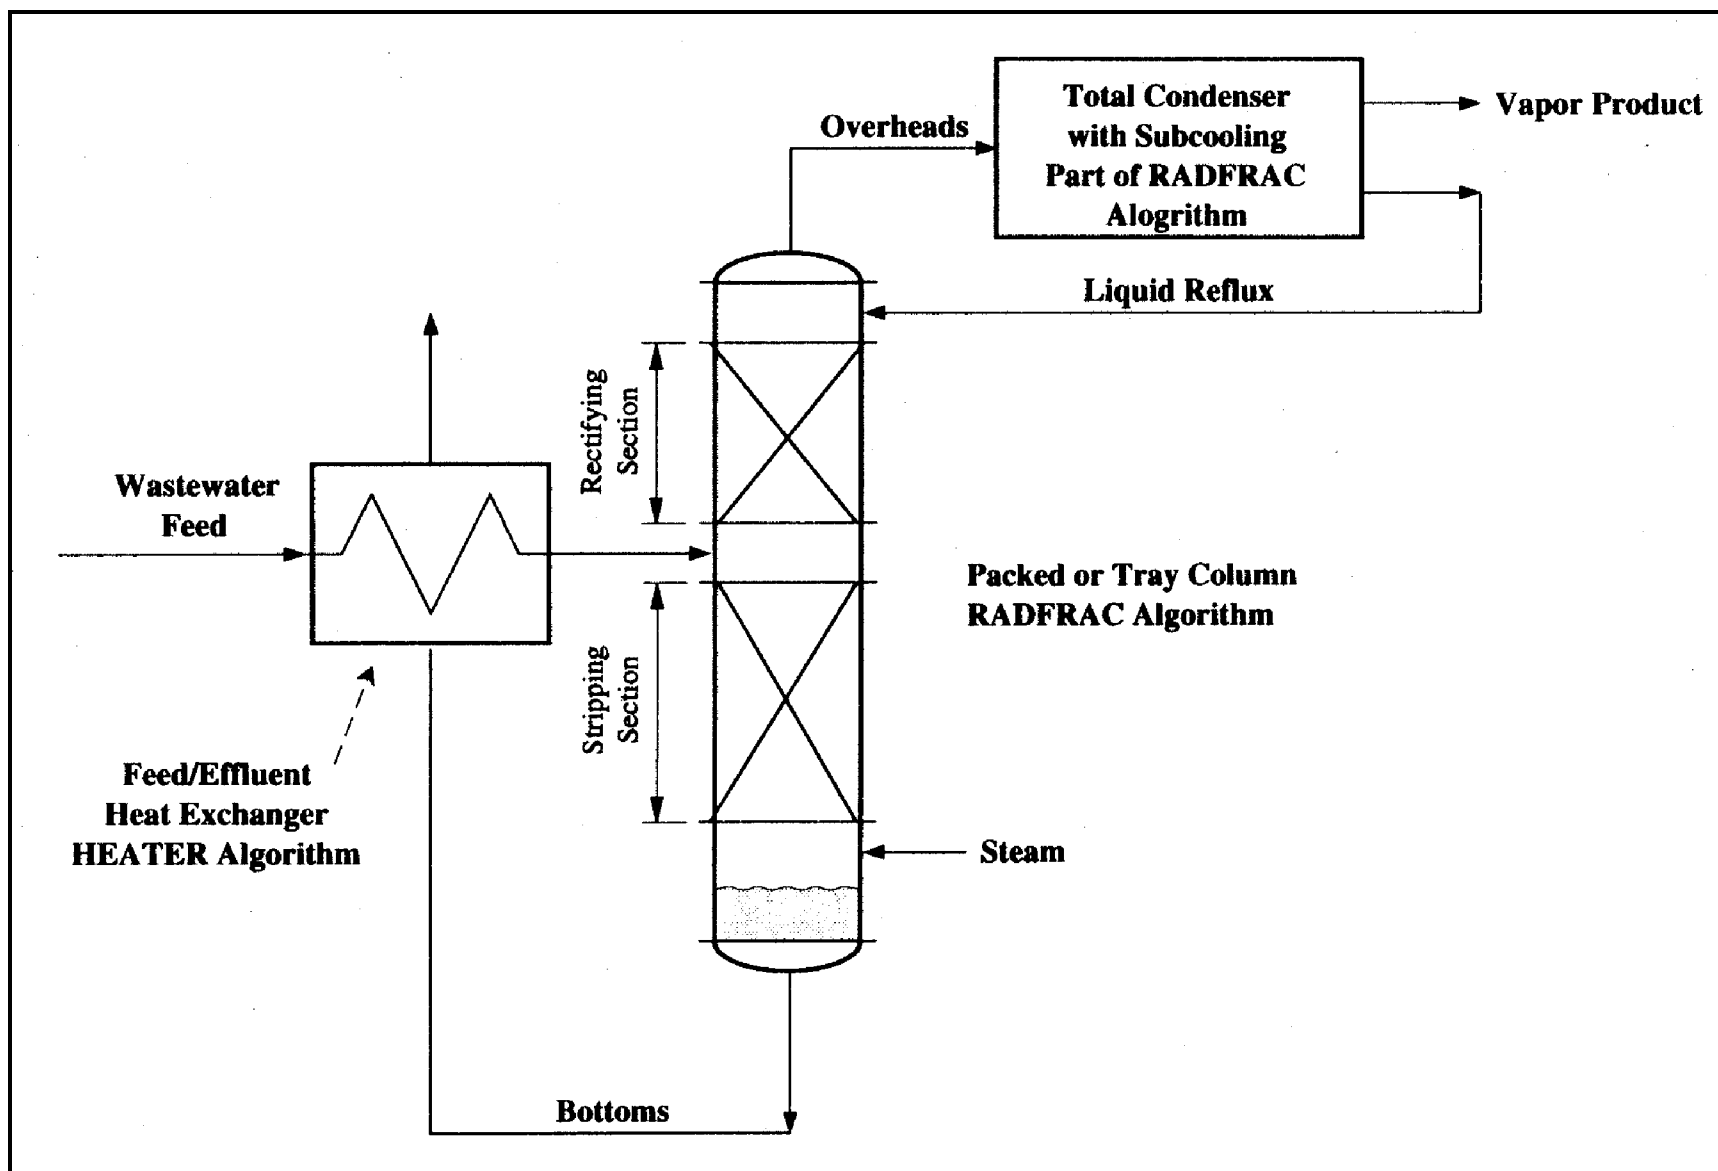 Total Condenser
with Subcooling
Part of RADFRAC
Alogrithm
Vapor Product
Overheads
Liquid Reflux
Rectifying
Section
Wastewater
Feed
Packed or Tray Column
RADFRAC Algorithm
Stripping
Section
Feed/Effluent
Heat Exchanger
HEATER Algorithm
Steam
Bottoms